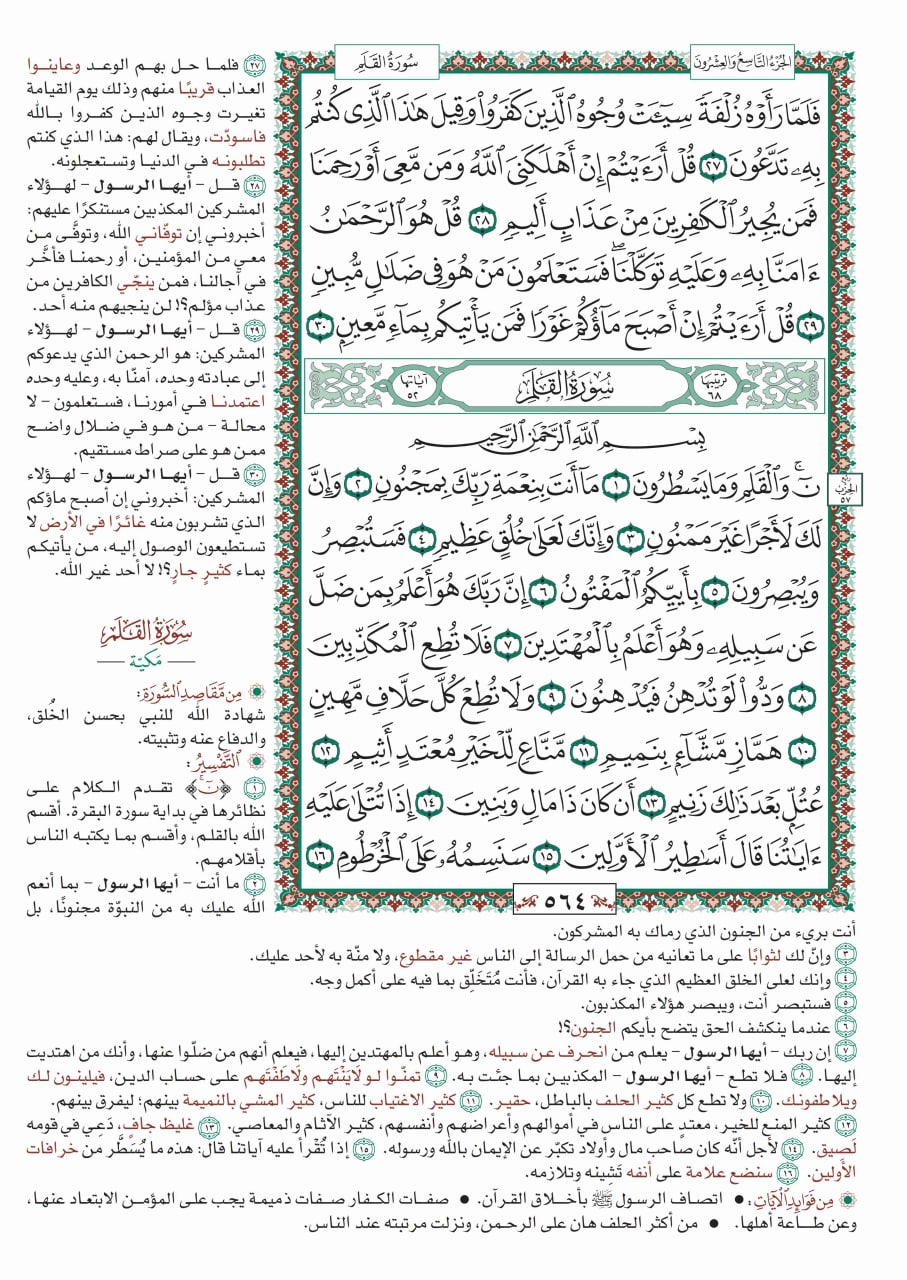 سُورَةُ القَلَمِ
الجُزْءُ التَّاسِعُ وَالعِشْرُونَ
فَلَمَّا رَأَوْهُ زُلْفَةً سِيٓـَٔتْ وُجُوهُ ٱلَّذِينَ كَفَرُوا۟ وَقِيلَ هَٰذَا ٱلَّذِى كُنتُم
بِهِۦ تَدَّعُونَ ٢٧ قُلْ أَرَءَيْتُمْ إِنْ أَهْلَكَنِىَ ٱللَّهُ وَمَن مَّعِىَ أَوْ رَحِمَنَا
فَمَن يُجِيرُ ٱلْكَٰفِرِينَ مِنْ عَذَابٍ أَلِيمٍ ٢٨ قُلْ هُوَ ٱلرَّحْمَٰنُ
ءَامَنَّا بِهِۦ وَعَلَيْهِ تَوَكَّلْنَا ۖ فَسَتَعْلَمُونَ مَنْ هُوَ فِى ضَلَٰلٍ مُّبِينٍ
٢٩ قُلْ أَرَءَيْتُمْ إِنْ أَصْبَحَ مَآؤُكُمْ غَوْرًا فَمَن يَأْتِيكُم بِمَآءٍ مَّعِينٍۭ ٣٠
ترتيبها ٦٨ سُورَةُ القَلَمِ آياتها ٥٢
بِسْمِ ٱللَّهِ ٱلرَّحْمَٰنِ ٱلرَّحِيمِ
نٓ ۚ وَٱلْقَلَمِ وَمَا يَسْطُرُونَ ١ مَآ أَنتَ بِنِعْمَةِ رَبِّكَ بِمَجْنُونٍ ٢ وَإِنَّ
لَكَ لَأَجْرًا غَيْرَ مَمْنُونٍ ٣ وَإِنَّكَ لَعَلَىٰ خُلُقٍ عَظِيمٍ ٤ فَسَتُبْصِرُ
وَيُبْصِرُونَ ٥ بِأَييِّكُمُ ٱلْمَفْتُونُ ٦ إِنَّ رَبَّكَ هُوَ أَعْلَمُ بِمَن ضَلَّ
عَن سَبِيلِهِۦ وَهُوَ أَعْلَمُ بِٱلْمُهْتَدِينَ ٧ فَلَا تُطِعِ ٱلْمُكَذِّبِينَ
٨ وَدُّوا۟ لَوْ تُدْهِنُ فَيُدْهِنُونَ ٩ وَلَا تُطِعْ كُلَّ حَلَّافٍ مَّهِينٍ
١٠ هَمَّازٍ مَّشَّآءٍۭ بِنَمِيمٍ ١١ مَّنَّاعٍ لِّلْخَيْرِ مُعْتَدٍ أَثِيمٍ ١٢
عُتُلٍّۭ بَعْدَ ذَٰلِكَ زَنِيمٍ ١٣ أَن كَانَ ذَا مَالٍ وَبَنِينَ ١٤ إِذَا تُتْلَىٰ عَلَيْهِ
ءَايَٰتُنَا قَالَ أَسَٰطِيرُ ٱلْأَوَّلِينَ ١٥ سَنَسِمُهُۥ عَلَى ٱلْخُرْطُومِ ١٦
٥٦٤
الحزب ٥٧
٢٧ فلما حل بهم الوعد وعاينوا
العذاب قريبًا منهم وذلك يوم القيامة
تغيرت وجوه الذين كفروا بالله
فاسودّت، ويقال لهم: هذا الذي كنتم
تطلبونه في الدنيا وتستعجلونه.
٢٨ قل – أيها الرسول – لهؤلاء
المشركين المكذبين مستنكرًا عليهم:
أخبروني إن توفّاني الله، وتوفَّى من
معي من المؤمنين، أو رحمنا فأخَّر
في آجالنا، فمن ينجّي الكافرين من
عذاب مؤلم؟! لن ينجيهم منه أحد.
٢٩ قل – أيها الرسول – لهؤلاء
المشركين: هو الرحمن الذي يدعوكم
إلى عبادته وحده، آمنّا به، وعليه وحده
اعتمدنا في أمورنا، فستعلمون – لا
محالة – من هو في ضلال واضح
ممن هو على صراط مستقيم.
٣٠ قل – أيها الرسول – لهؤلاء
المشركين: أخبروني إن أصبح ماؤكم
الذي تشربون منه غائرًا في الأرض لا
تستطيعون الوصول إليه، من يأتيكم
بماء كثيرٍ جارٍ؟! لا أحد غير الله.
سُورَةُ القَلَمِ
— مَكيّة —
مِن مَّقَاصِدِ السُّورَةِ:
شهادة الله للنبي بحسن الخُلق،
والدفاع عنه وتثبيته.
التَّفْسِيرُ:
١ ﴿نٓ ۚ﴾ تقدم الكلام على
نظائرها في بداية سورة البقرة. أقسم
الله بالقلم، وأقسم بما يكتبه الناس
بأقلامهم.
٢ ما أنت – أيها الرسول – بما أنعم
الله عليك به من النبوّة مجنونًا، بل
أنت بريء من الجنون الذي رماك به المشركون.
٣ وإنّ لك لثوابًا على ما تعانيه من حمل الرسالة إلى الناس غير مقطوع، ولا منّة به لأحد عليك.
٤ وإنك لعلى الخلق العظيم الذي جاء به القرآن، فأنت مُتَخَلِّق بما فيه على أكمل وجه.
٥ فستبصر أنت، ويبصر هؤلاء المكذبون.
٦ عندما ينكشف الحق يتضح بأيكم الجنون؟!
٧ إن ربك – أيها الرسول – يعلم من انحرف عن سبيله، وهو أعلم بالمهتدين إليها، فيعلم أنهم من ضلّوا عنها، وأنك من اهتديت
إليها. ٨ فلا تطع – أيها الرسول – المكذبين بما جئت به. ٩ تمنّوا لو لَايَنْتَهم ولَاطَفْتَهم على حساب الدين، فيلينون لك
ويلاطفونك. ١٠ ولا تطع كل كثير الحلف بالباطل، حقير. ١١ كثير الاغتياب للناس، كثير المشي بالنميمة بينهم؛ ليفرق بينهم.
١٢ كثير المنع للخير، معتدٍ على الناس في أموالهم وأعراضهم وأنفسهم، كثير الآثام والمعاصي. ١٣ غليظ جافٍ، دَعِي في قومه
لَصيق. ١٤ لأجل أنّه كان صاحب مال وأولاد تكبّر عن الإيمان بالله ورسوله. ١٥ إذا تُقْرأ عليه آياتنا قال: هذه ما يُسَطَّر من خرافات
الأولين. ١٦ سنضع علامة على أنفه تَشِينه وتلازمه.
مِن فَوَائِدِ الآيَاتِ: • اتصاف الرسول ﷺ بأخلاق القرآن. • صفات الكفار صفات ذميمة يجب على المؤمن الابتعاد عنها،
وعن طاعة أهلها. • من أكثر الحلف هان على الرحمن، ونزلت مرتبته عند الناس.